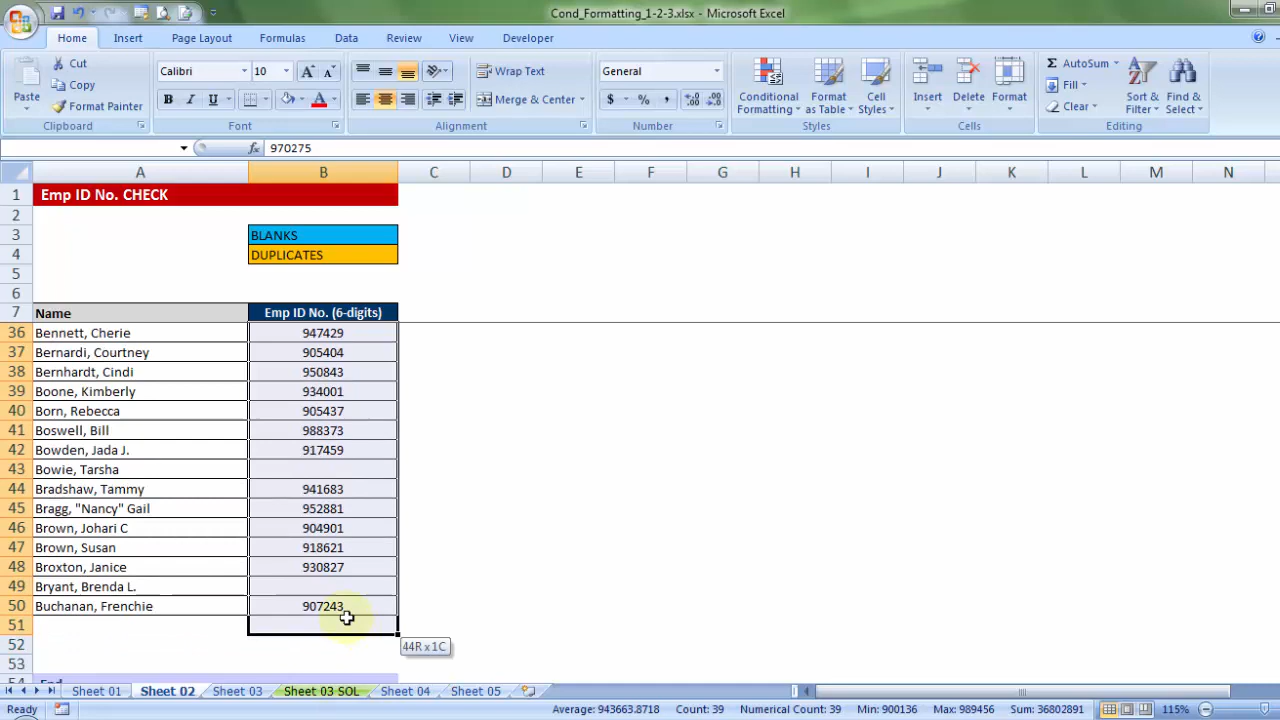 Cond_Formatting_1-2-3.xlsx - Microsoft Excel
Home Insert Page Layout Formulas Data Review View Developer
Paste
Cut
Copy
Format Painter
Clipboard
Calibri 10
B I U
Font
Wrap Text
Merge & Center
Alignment
General
$ % ,
Number
Conditional Formatting
Format as Table
Cell Styles
Styles
Insert
Delete
Format
Cells
AutoSum
Fill
Clear
Sort & Filter
Find & Select
Editing
fx 970275
A B C D E F G H I J K L M N
1 Emp ID No. CHECK
2
3 BLANKS
4 DUPLICATES
5
6
7 Name Emp ID No. (6-digits)
36 Bennett, Cherie 947429
37 Bernardi, Courtney 905404
38 Bernhardt, Cindi 950843
39 Boone, Kimberly 934001
40 Born, Rebecca 905437
41 Boswell, Bill 988373
42 Bowden, Jada J. 917459
43 Bowie, Tarsha
44 Bradshaw, Tammy 941683
45 Bragg, "Nancy" Gail 952881
46 Brown, Johari C 904901
47 Brown, Susan 918621
48 Broxton, Janice 930827
49 Bryant, Brenda L.
50 Buchanan, Frenchie 907243
51
44R x 1C
52
53
54 End
Sheet 01 Sheet 02 Sheet 03 Sheet 03 SOL Sheet 04 Sheet 05
Ready Average: 943663.8718 Count: 39 Numerical Count: 39 Min: 900136 Max: 989456 Sum: 36802891 115%